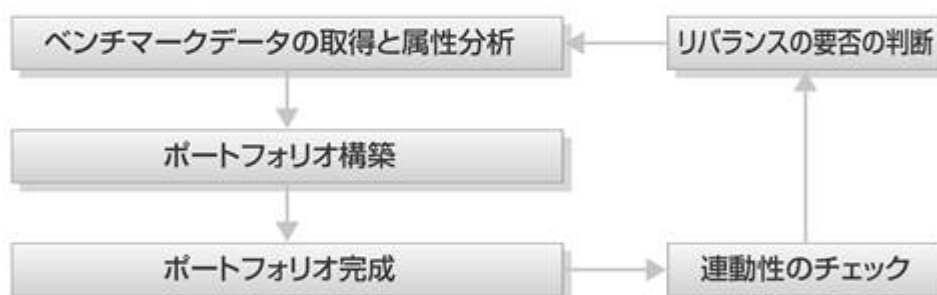 ベンチマークデータの取得と属性分析
リバランスの要否の判断
ポートフォリオ構築
ポートフォリオ完成
連動性のチェック